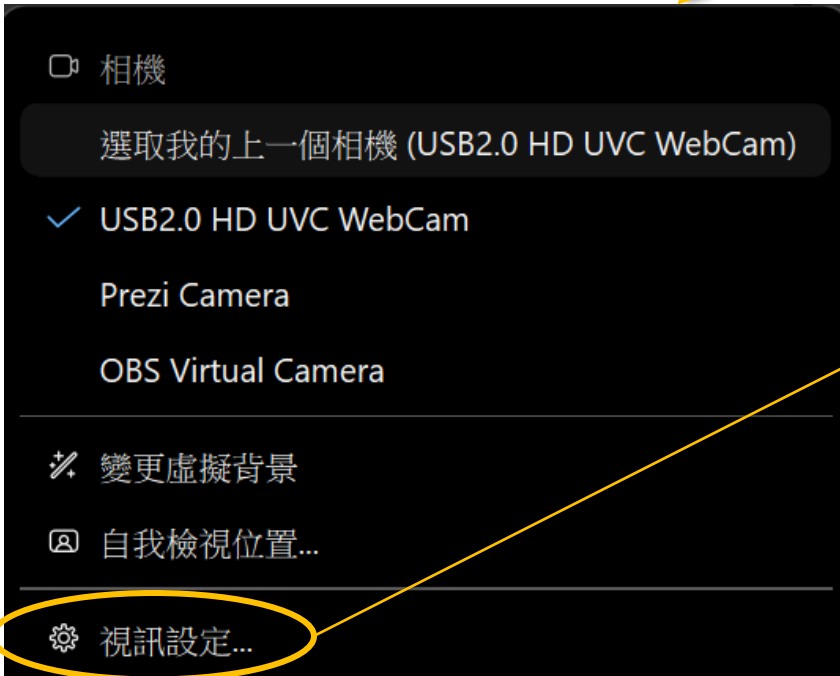 相機
選取我的上一個相機 (USB2.0 HD UVC WebCam)
USB2.0 HD UVC WebCam
Prezi Camera
OBS Virtual Camera
變更虛擬背景
自我檢視位置...
視訊設定...